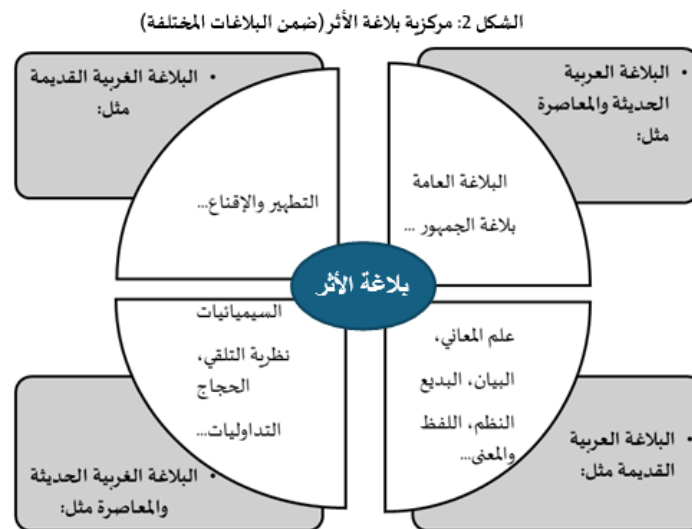 الشكل 2: مركزية بلاغة الأثر (ضمن البلاغات المختلفة)
• البلاغة العربية
الحديثة والمعاصرة
مثل:
البلاغة العامة
بلاغة الجمهور ...
• البلاغة الغربية القديمة
مثل:
التطهير والإقناع...
بلاغة الأثر
علم المعاني،
البيان، البديع
النظم، اللفظ
والمعنى...
• البلاغة العربية
القديمة مثل:
السيميائيات
نظرية التلقي،
الحجاج
التداوليات...
• البلاغة الغربية الحديثة
والمعاصرة مثل: